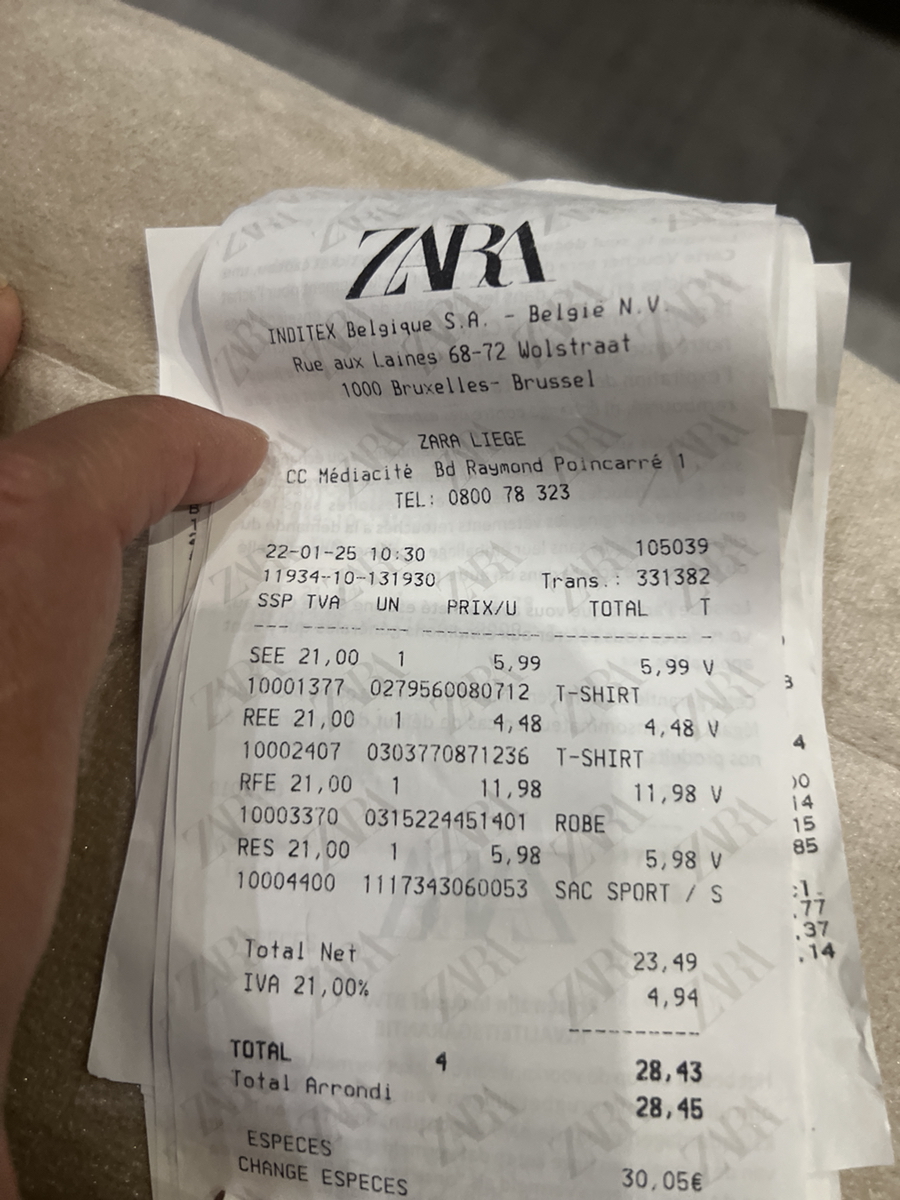 ZARA
INDITEX Belgique S.A. - België N.V.
Rue aux Laines 68-72 Wolstraat
1000 Bruxelles- Brussel
ZARA LIEGE
CC Médiacité Bd Raymond Poincarré 1
TEL: 0800 78 323
22-01-25 10:30 105039
11934-10-131930 Trans.: 331382
SSP TVA UN PRIX/U TOTAL T
SEE 21,00 1 5,99 5,99 V
10001377 0279560080712 T-SHIRT
REE 21,00 1 4,48 4,48 V
10002407 0303770871236 T-SHIRT
RFE 21,00 1 11,98 11,98 V
10003370 0315224451401 ROBE
RES 21,00 1 5,98 5,98 V
10004400 1117343060053 SAC SPORT / S
Total Net 23,49
IVA 21,00% 4,94
TOTAL 4 28,43
Total Arrondi 28,45
ESPECES 30,05€
CHANGE ESPECES